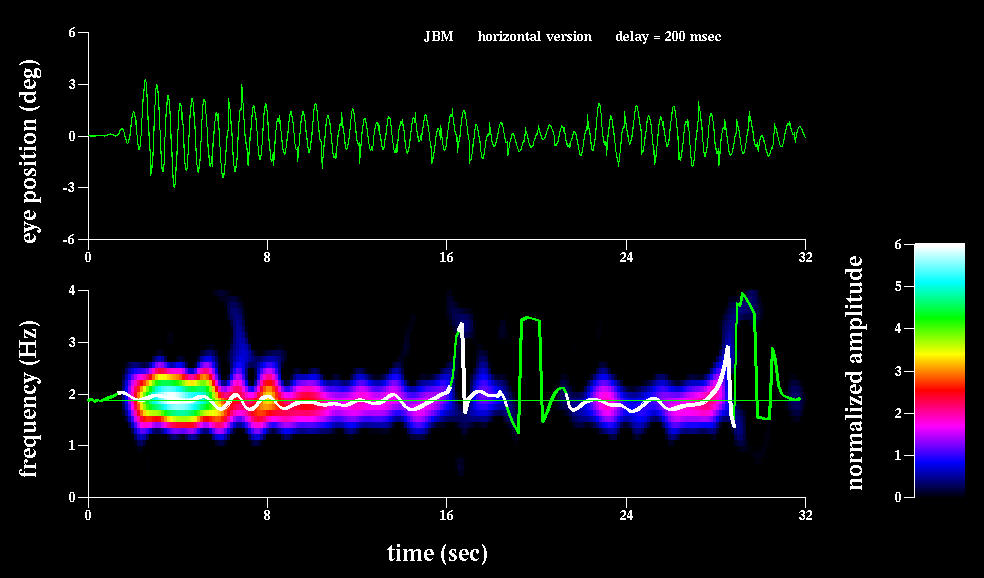 JBM horizontal version delay = 200 msec
eye position (deg)
6
3
0
-3
-6
0 8 16 24 32
frequency (Hz)
4
3
2
1
0
0 8 16 24 32
time (sec)
normalized amplitude
6
5
4
3
2
1
0